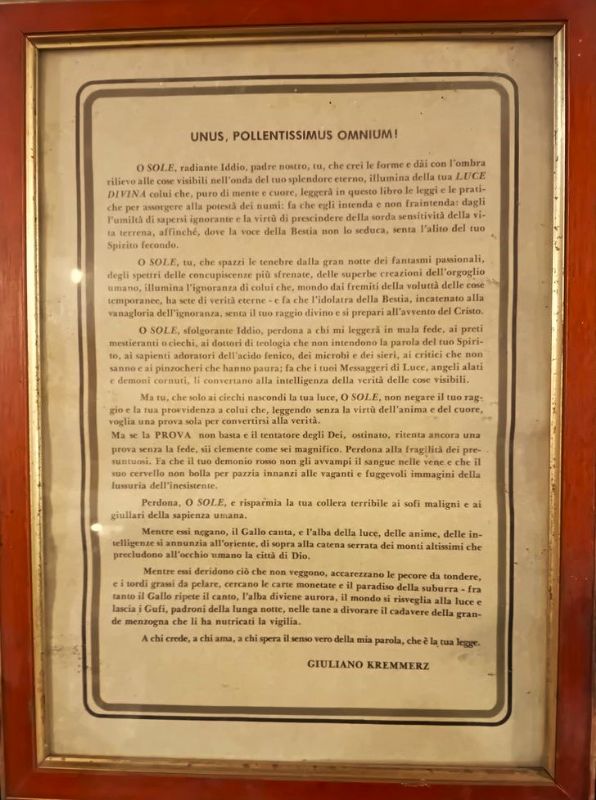 UNUS, POLLENTISSIMUS OMNIUM!
O SOLE, radiante Iddio, padre nostro, tu, che crei le forme e dài con l'ombra
rilievo alle cose visibili nell'onda del tuo splendore eterno, illumina della tua LUCE
DIVINA colui che, puro di mente e cuore, leggerà in questo libro le leggi e le prati-
che per assorgere alla potestà dei numi: fa che egli intenda e non fraintenda: dagli
l'umiltà di sapersi ignorante e la virtù di prescindere della sorda sensitività della vi-
ta terrena, affinché, dove la voce della Bestia non lo seduca, senta l'alito del tuo
Spirito fecondo.
O SOLE, tu, che spazzi le tenebre dalla gran notte dei fantasmi passionali,
degli spettri delle concupiscenze più sfrenate, delle superbe creazioni dell'orgoglio
umano, illumina l'ignoranza di colui che, mondo dai fremiti della voluttà delle cose
temporanee, ha sete di verità eterne - e fa che l'idolatra della Bestia, incatenato alla
vanagloria dell'ignoranza, senta il tuo raggio divino e si prepari all'avvento del Cristo.
O SOLE, sfolgorante Iddio, perdona a chi mi leggerà in mala fede, ai preti
mestieranti o ciechi, ai dottori di teologia che non intendono la parola del tuo Spiri-
to, ai sapienti adoratori dell'acido fenico, dei microbi e dei sieri, ai critici che non
sanno e ai pinzocheri che hanno paura; fa che i tuoi Messaggeri di Luce, angeli alati
e demoni cornuti, li convertano alla intelligenza della verità delle cose visibili.
Ma tu, che solo ai ciechi nascondi la tua luce, O SOLE, non negare il tuo rag-
gio e la tua provvidenza a colui che, leggendo senza la virtù dell'anima e del cuore,
voglia una prova sola per convertirsi alla verità.
Ma se la PROVA non basta e il tentatore degli Dei, ostinato, ritenta ancora una
prova senza la fede, sii clemente come sei magnifico. Perdona alla fragilità dei pre-
suntuosi. Fa che il tuo demonio rosso non gli avvampi il sangue nelle vene e che il
suo cervello non bolla per pazzia innanzi alle vaganti e fuggevoli immagini della
lussuria dell'inesistente.
Perdona, O SOLE, e risparmia la tua collera terribile ai sofi maligni e ai
giullari della sapienza umana.
Mentre essi negano, il Gallo canta, e l'alba della luce, delle anime, delle in-
telligenze si annunzia all'oriente, di sopra alla catena serrata dei monti altissimi che
precludono all'occhio umano la città di Dio.
Mentre essi deridono ciò che non veggono, accarezzano le pecore da tondere,
e i tordi grassi da pelare, cercano le carte monetate e il paradiso della suburra - fra
tanto il Gallo ripete il canto, l'alba diviene aurora, il mondo si risveglia alla luce e
lascia i Gufi, padroni della lunga notte, nelle tane a divorare il cadavere della gran-
de menzogna che li ha nutricati la vigilia.
A chi crede, a chi ama, a chi spera il senso vero della mia parola, che è la tua legge.
GIULIANO KREMMERZ